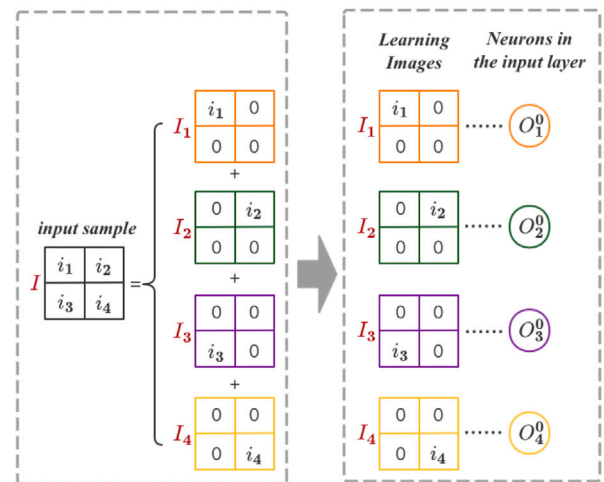 input sample
I
i₁ i₂
i₃ i₄
=
I₁
i₁ 0
0 0
+
I₂
0 i₂
0 0
+
I₃
0 0
i₃ 0
+
I₄
0 0
0 i₄
Learning
Images
Neurons in
the input layer
I₁
i₁ 0
0 0
...... O₁⁰
I₂
0 i₂
0 0
...... O₂⁰
I₃
0 0
i₃ 0
...... O₃⁰
I₄
0 0
0 i₄
...... O₄⁰